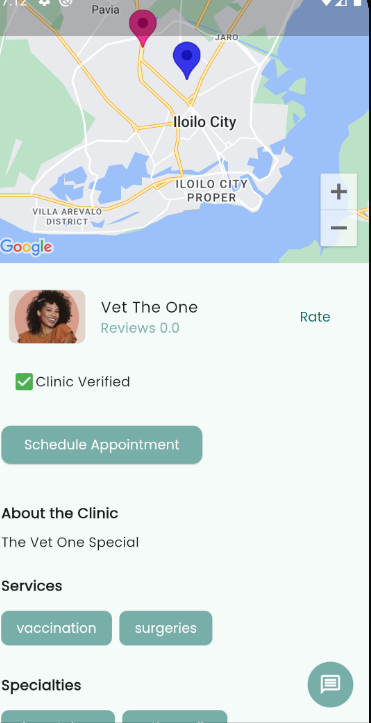 7:12
Pavia
JARO
Iloilo City
ILOILO CITY
PROPER
VILLA AREVALO
DISTRICT
+
−
Google
Vet The One
Reviews 0.0
Rate
Clinic Verified
Schedule Appointment
About the Clinic
The Vet One Special
Services
vaccination
surgeries
Specialties